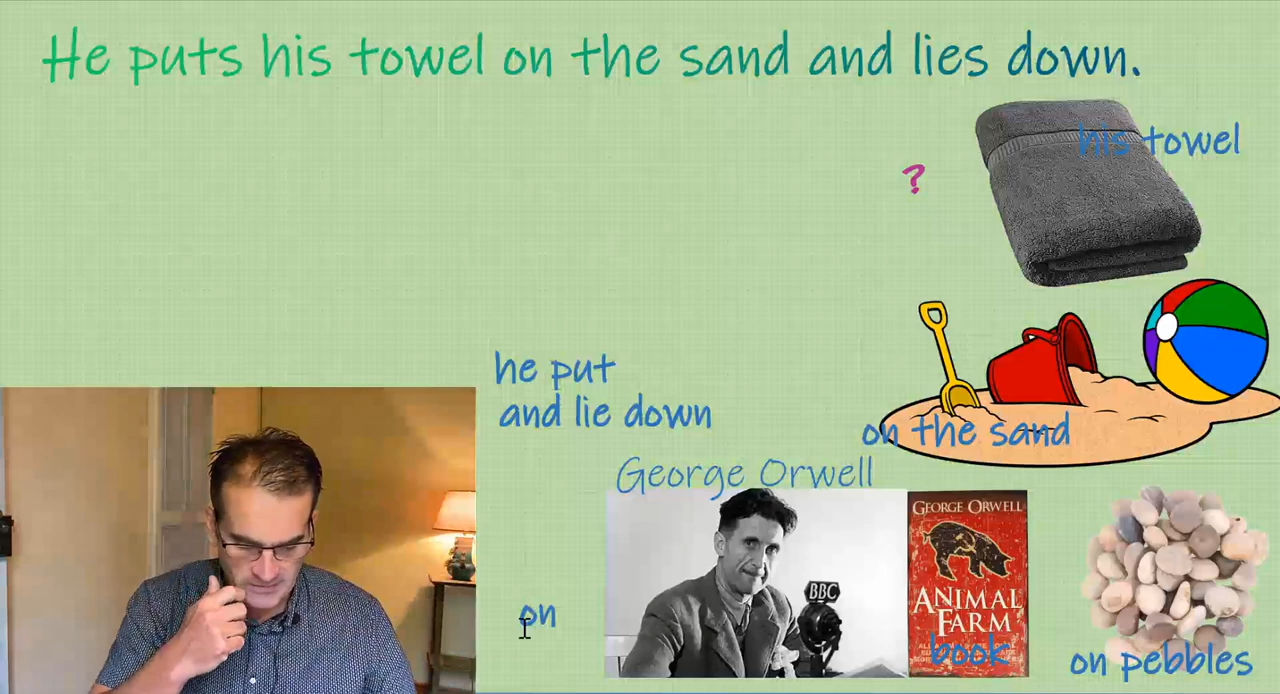 He puts his towel on the sand and lies down.
his towel
?
he put
and lie down
on the sand
George Orwell
BBC
GEORGE ORWELL
ANIMAL
FARM
book
on
on pebbles